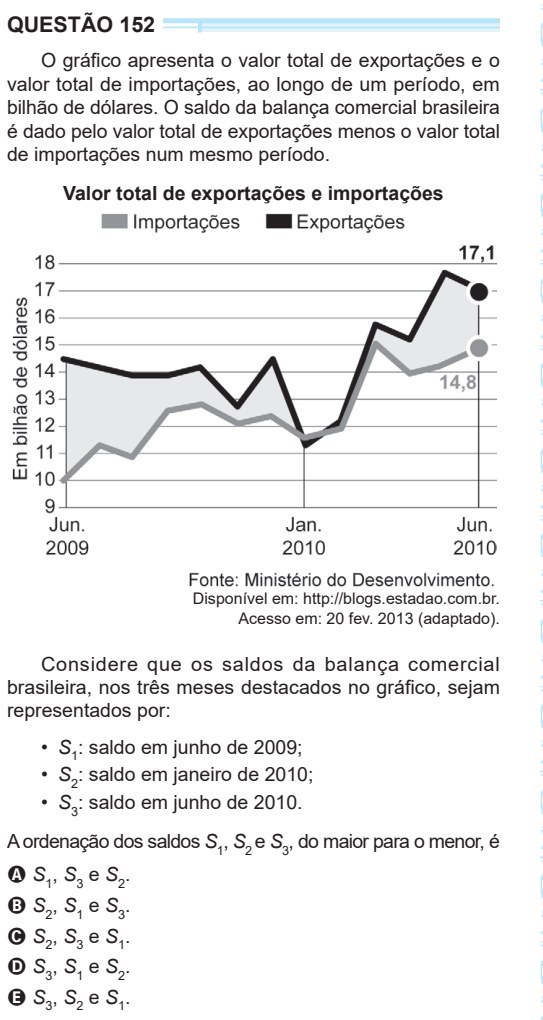 QUESTÃO 152
O gráfico apresenta o valor total de exportações e o
valor total de importações, ao longo de um período, em
bilhão de dólares. O saldo da balança comercial brasileira
é dado pelo valor total de exportações menos o valor total
de importações num mesmo período.
Valor total de exportações e importações
Importações Exportações
17,1
18
17
16
15
14
13
12
11
10
9
Em bilhão de dólares
14,8
Jun. Jan. Jun.
2009 2010 2010
Fonte: Ministério do Desenvolvimento.
Disponível em: http://blogs.estadao.com.br.
Acesso em: 20 fev. 2013 (adaptado).
Considere que os saldos da balança comercial
brasileira, nos três meses destacados no gráfico, sejam
representados por:
• S₁: saldo em junho de 2009;
• S₂: saldo em janeiro de 2010;
• S₃: saldo em junho de 2010.
A ordenação dos saldos S₁, S₂ e S₃, do maior para o menor, é
A S₁, S₃ e S₂.
B S₂, S₁ e S₃.
C S₂, S₃ e S₁.
D S₃, S₁ e S₂.
E S₃, S₂ e S₁.